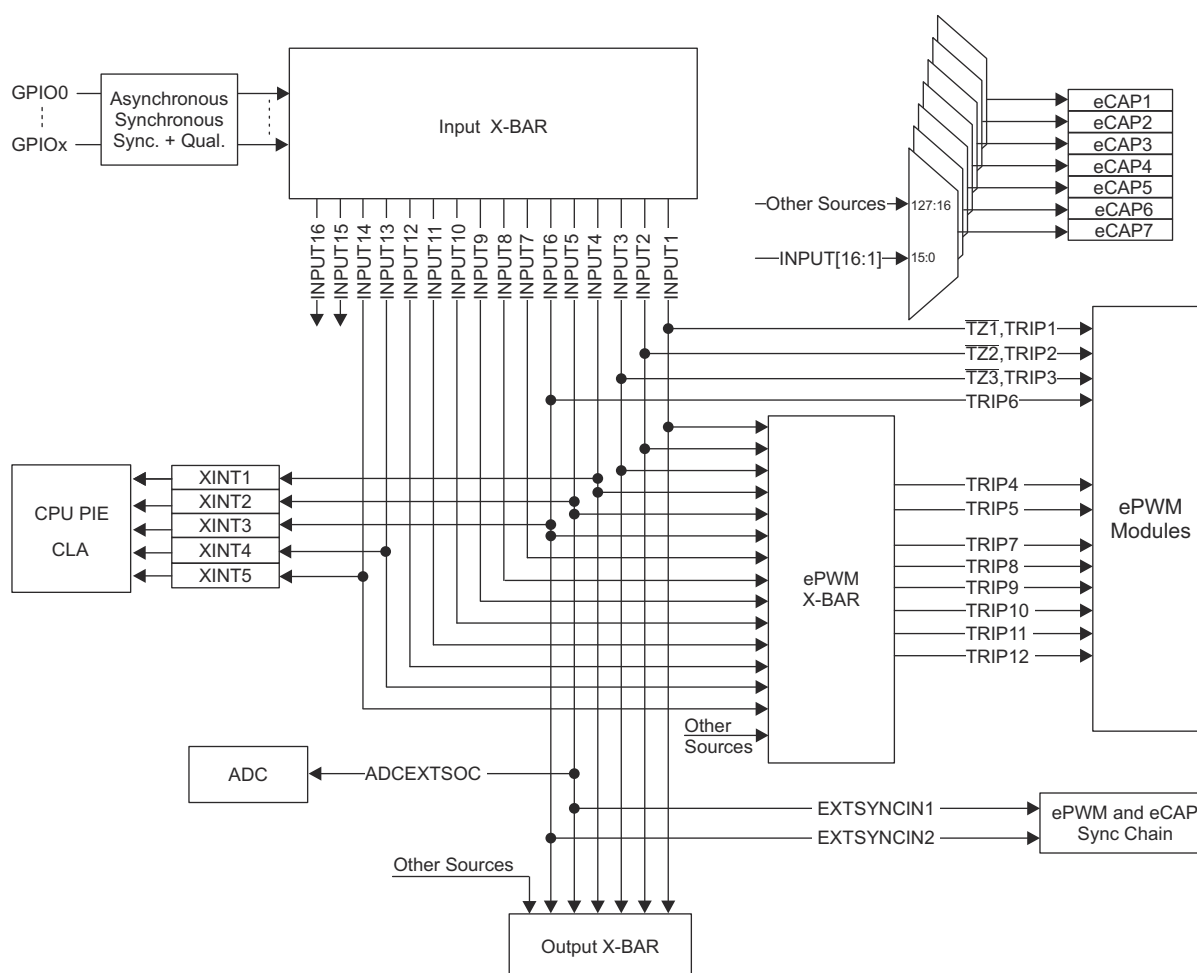 GPIO0
GPIOx
Asynchronous
Synchronous
Sync. + Qual.
Input X-BAR
INPUT16
INPUT15
INPUT14
INPUT13
INPUT12
INPUT11
INPUT10
INPUT9
INPUT8
INPUT7
INPUT6
INPUT5
INPUT4
INPUT3
INPUT2
INPUT1
Other Sources
127:16
INPUT[16:1]
15:0
eCAP1
eCAP2
eCAP3
eCAP4
eCAP5
eCAP6
eCAP7
TZ1,TRIP1
TZ2,TRIP2
TZ3,TRIP3
TRIP6
CPU PIE
CLA
XINT1
XINT2
XINT3
XINT4
XINT5
ePWM
X-BAR
Other
Sources
TRIP4
TRIP5
TRIP7
TRIP8
TRIP9
TRIP10
TRIP11
TRIP12
ePWM
Modules
ADC
ADCEXTSOC
EXTSYNCIN1
EXTSYNCIN2
ePWM and eCAP
Sync Chain
Other Sources
Output X-BAR